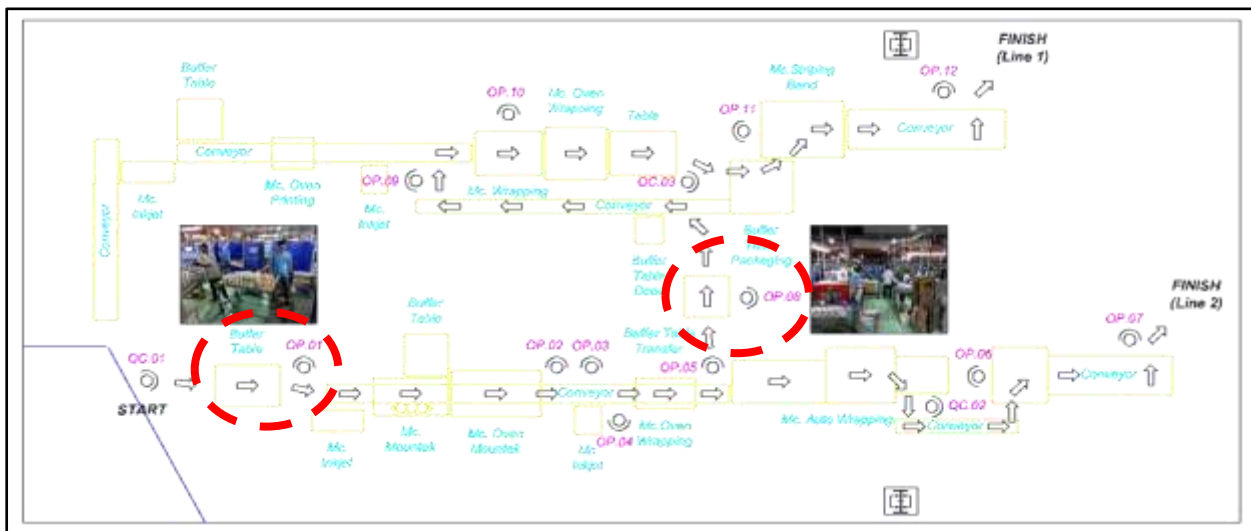 FINISH
(Line 1)
Mc. Striping
Band
OP.12
Buffer
Table
OP.10
Mc. Oven
Wrapping
Table
OP.11
Conveyor
Conveyor
Mc. Oven
Printing
Mc.
Inkjet
Conveyor
OP.09
Mc.
Inkjet
Mc. Wrapping
Conveyor
QC.03
Buffer
Packaging
Buffer
Table
OP.08
FINISH
(Line 2)
OP.07
Buffer
Table
Buffer Table
Transfer
Buffer
Table
QC.01
OP.01
START
OP.02
OP.03
OP.05
OP.06
Conveyor
Conveyor
QC.02
Mc.
Inkjet
Mc.
Mountek
Mc. Oven
Mountek
Mc.
Inkjet
OP.04
Mc. Oven
Wrapping
Mc. Auto Wrapping
Conveyor